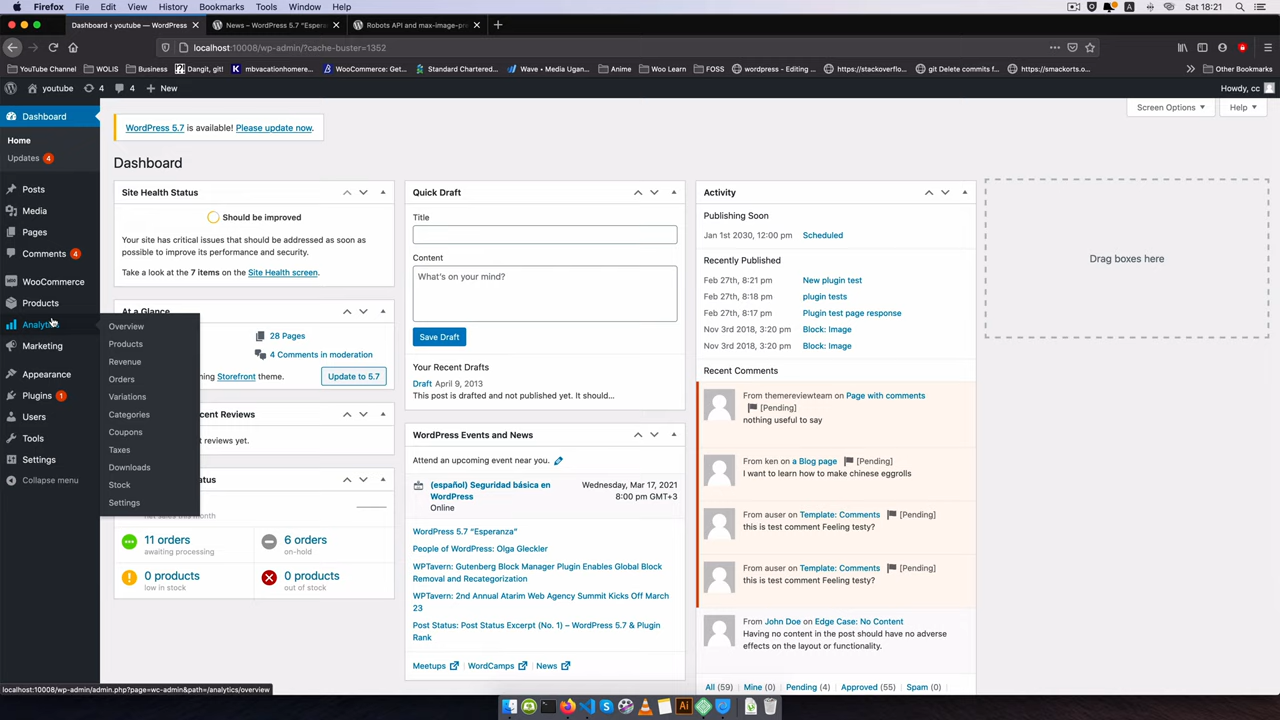 Firefox File Edit View History Bookmarks Tools Window Help Sat 18:21
Dashboard ‹ youtube — WordPress News – WordPress 5.7 “Esper Robots API and max-image-pr
localhost:10008/wp-admin/?cache-buster=1352
YouTube Channel WOLIS Business Dangit, git! mbvacationhomec... WooCommerce: Get... Standard Chartered... Wave • Media Ugan... Anime Woo Learn FOSS wordpress - Editing ... https://stackoverflo... git Delete commits f... https://smackorts.o... Other Bookmarks
youtube 4 4 New Howdy, cc
Screen Options Help
Dashboard
Home
Updates 4
Posts
Media
Pages
Comments 4
WooCommerce
Products
Analytics
Marketing
Appearance
Plugins 1
Users
Tools
Settings
Collapse menu
Overview
Products
Revenue
Orders
Variations
Categories
Coupons
Taxes
Downloads
Stock
Settings
WordPress 5.7 is available! Please update now.
Dashboard
Site Health Status
Should be improved
Your site has critical issues that should be addressed as soon as
possible to improve its performance and security.
Take a look at the 7 items on the Site Health screen.
At a Glance
28 Pages
4 Comments in moderation
Storefront theme. Update to 5.7
Recent Reviews
reviews yet.
Status
net sales this month
11 orders
awaiting processing
6 orders
on-hold
0 products
low in stock
0 products
out of stock
Quick Draft
Title
Content
What’s on your mind?
Save Draft
Your Recent Drafts
Draft April 9, 2013
This post is drafted and not published yet. It should…
WordPress Events and News
Attend an upcoming event near you.
(español) Seguridad básica en
WordPress
Online
Wednesday, Mar 17, 2021
8:00 pm GMT+3
WordPress 5.7 “Esperanza”
People of WordPress: Olga Gleckler
WPTavern: Gutenberg Block Manager Plugin Enables Global Block
Removal and Recategorization
WPTavern: 2nd Annual Atarim Web Agency Summit Kicks Off March
23
Post Status: Post Status Excerpt (No. 1) – WordPress 5.7 & Plugin
Rank
Meetups | WordCamps | News
Activity
Publishing Soon
Jan 1st 2030, 12:00 pm Scheduled
Recently Published
Feb 27th, 8:21 pm New plugin test
Feb 27th, 8:18 pm plugin tests
Feb 27th, 8:16 pm Plugin test page response
Nov 3rd 2018, 3:30 pm Block: Image
Nov 3rd 2018, 3:30 pm Block: Image
Recent Comments
From themereviewteam on Page with comments
[Pending]
nothing useful to say
From ken on a Blog page [Pending]
I want to learn how to make chinese eggrolls
From auser on Template: Comments [Pending]
this is test comment Feeling testy?
From auser on Template: Comments [Pending]
this is test comment Feeling testy?
From John Doe on Edge Case: No Content
Having no content in the post should have no adverse
effects on the layout or functionality.
All (59) | Mine (0) | Pending (4) | Approved (55) | Spam (0) |
Drag boxes here
localhost:10008/wp-admin/admin.php?page=wc-admin&path=/analytics/overview